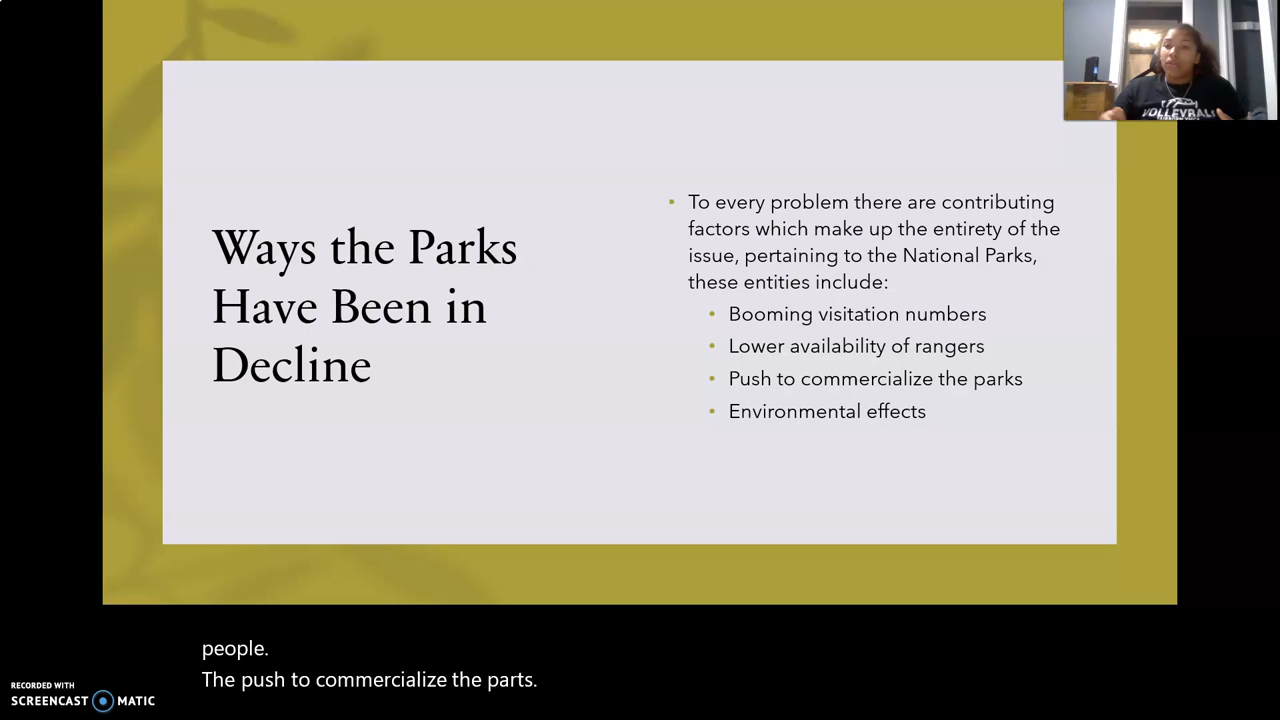 Ways the Parks
Have Been in
Decline
• To every problem there are contributing
factors which make up the entirety of the
issue, pertaining to the National Parks,
these entities include:
• Booming visitation numbers
• Lower availability of rangers
• Push to commercialize the parks
• Environmental effects
VOLLEYBALL
people.
The push to commercialize the parts.
RECORDED WITH
SCREENCAST MATIC